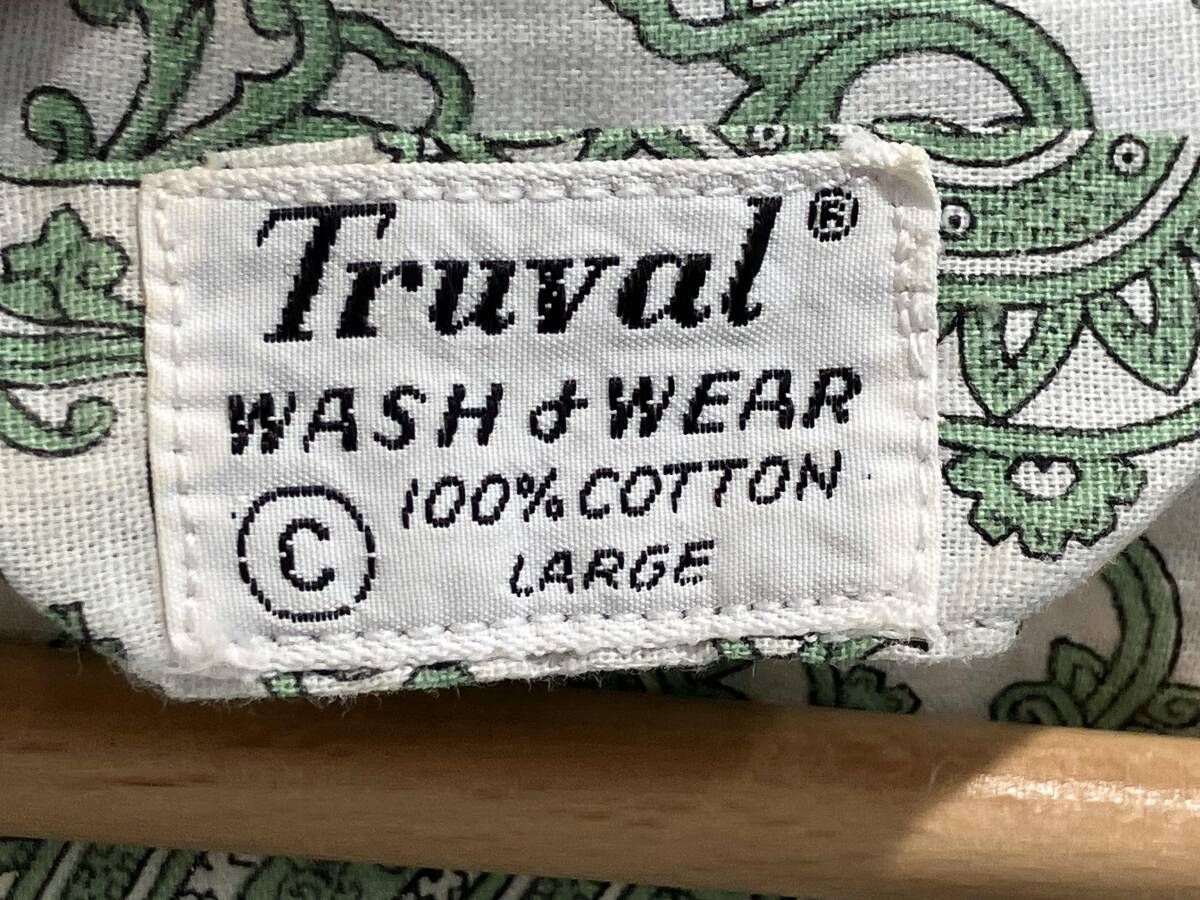 Truval®
WASH & WEAR
100% COTTON
© LARGE